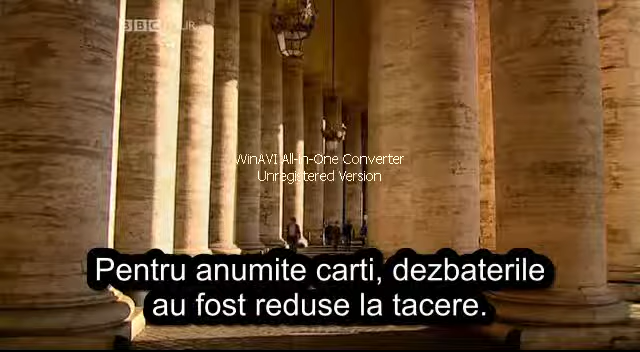 BBC FOUR
WinAVI All-In-One Converter
Unregistered Version
Pentru anumite carti, dezbaterile
au fost reduse la tacere.